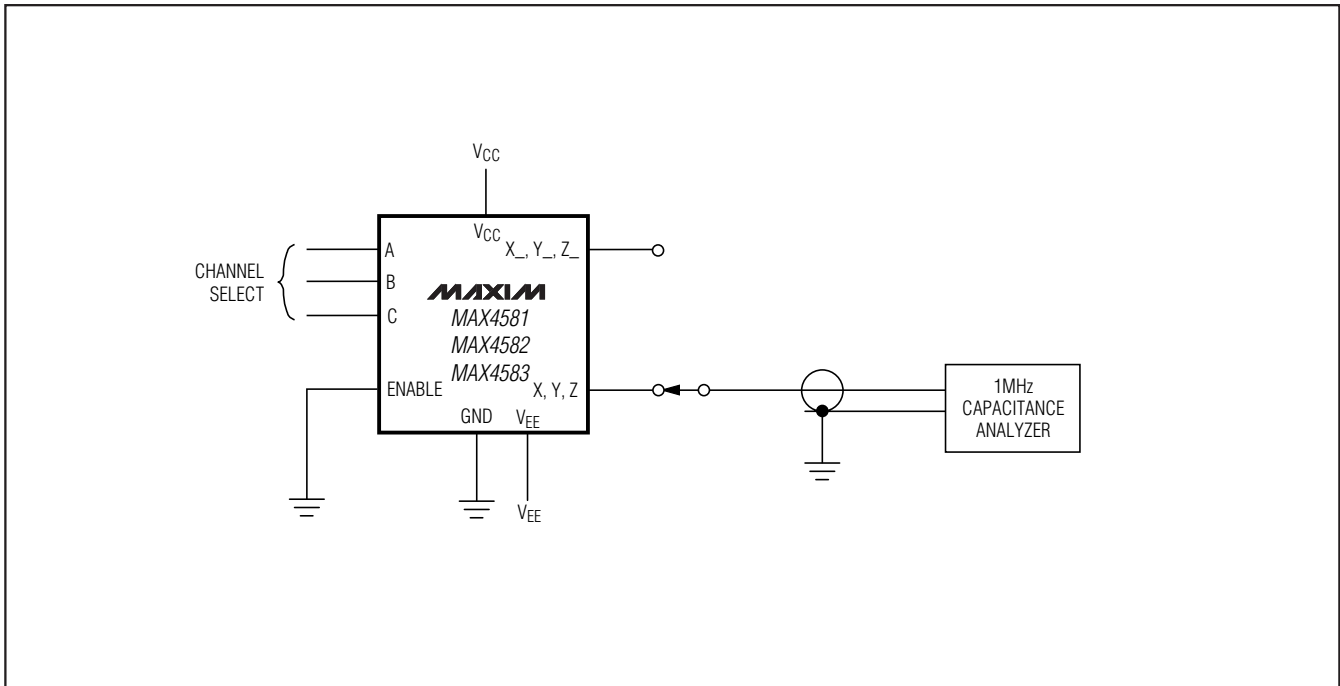 VCC
VCC
A
X_, Y_, Z_
CHANNEL
SELECT
B
C
MAXIM
MAX4581
MAX4582
MAX4583
ENABLE
X, Y, Z
GND
VEE
VEE
1MHz
CAPACITANCE
ANALYZER